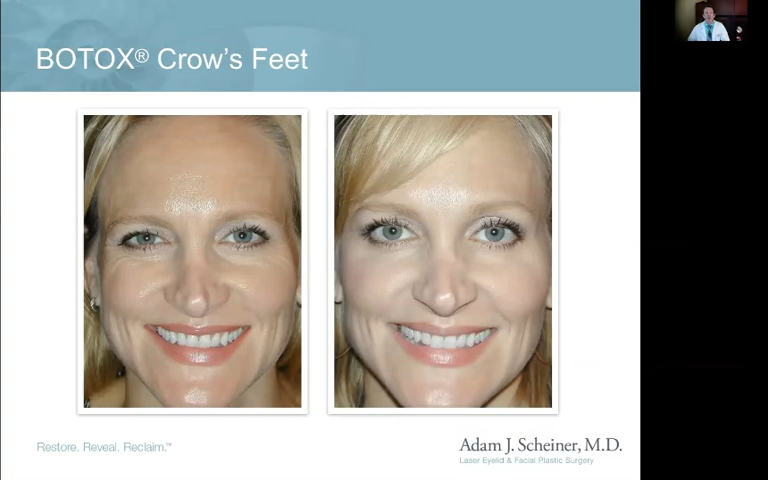 BOTOX® Crow's Feet
Restore. Reveal. Reclaim.™
Adam J. Scheiner, M.D.
Laser Eyelid & Facial Plastic Surgery